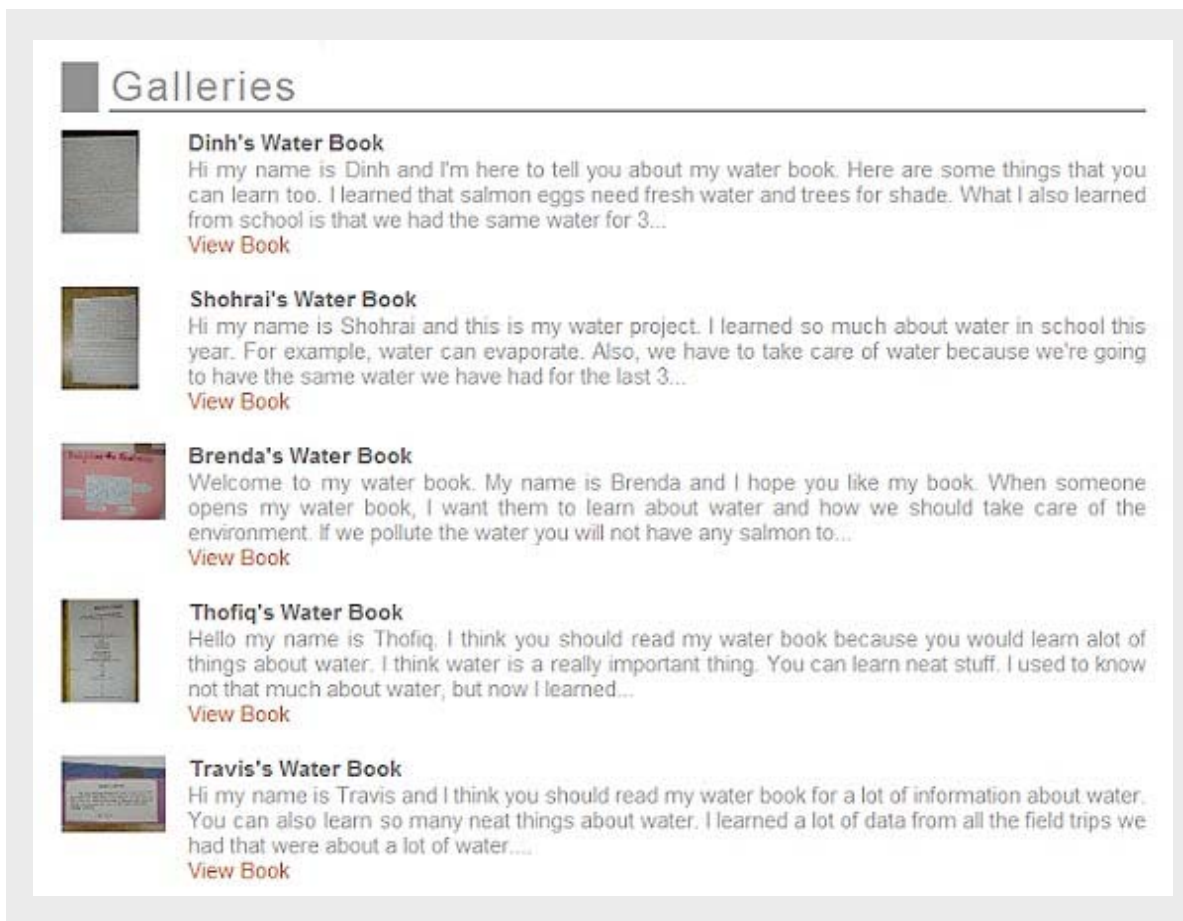 Galleries
Dinh's Water Book
Hi my name is Dinh and I'm here to tell you about my water book. Here are some things that you
can learn too. I learned that salmon eggs need fresh water and trees for shade. What I also learned
from school is that we had the same water for 3...
View Book
Shohrai's Water Book
Hi my name is Shohrai and this is my water project. I learned so much about water in school this
year. For example, water can evaporate. Also, we have to take care of water because we're going
to have the same water we have had for the last 3...
View Book
Brenda's Water Book
Welcome to my water book. My name is Brenda and I hope you like my book. When someone
opens my water book, I want them to learn about water and how we should take care of the
environment. If we pollute the water you will not have any salmon to...
View Book
Thofiq's Water Book
Hello my name is Thofiq. I think you should read my water book because you would learn alot of
things about water. I think water is a really important thing. You can learn neat stuff. I used to know
not that much about water, but now I learned...
View Book
Travis's Water Book
Hi my name is Travis and I think you should read my water book for a lot of information about water.
You can also learn so many neat things about water. I learned a lot of data from all the field trips we
had that were about a lot of water....
View Book